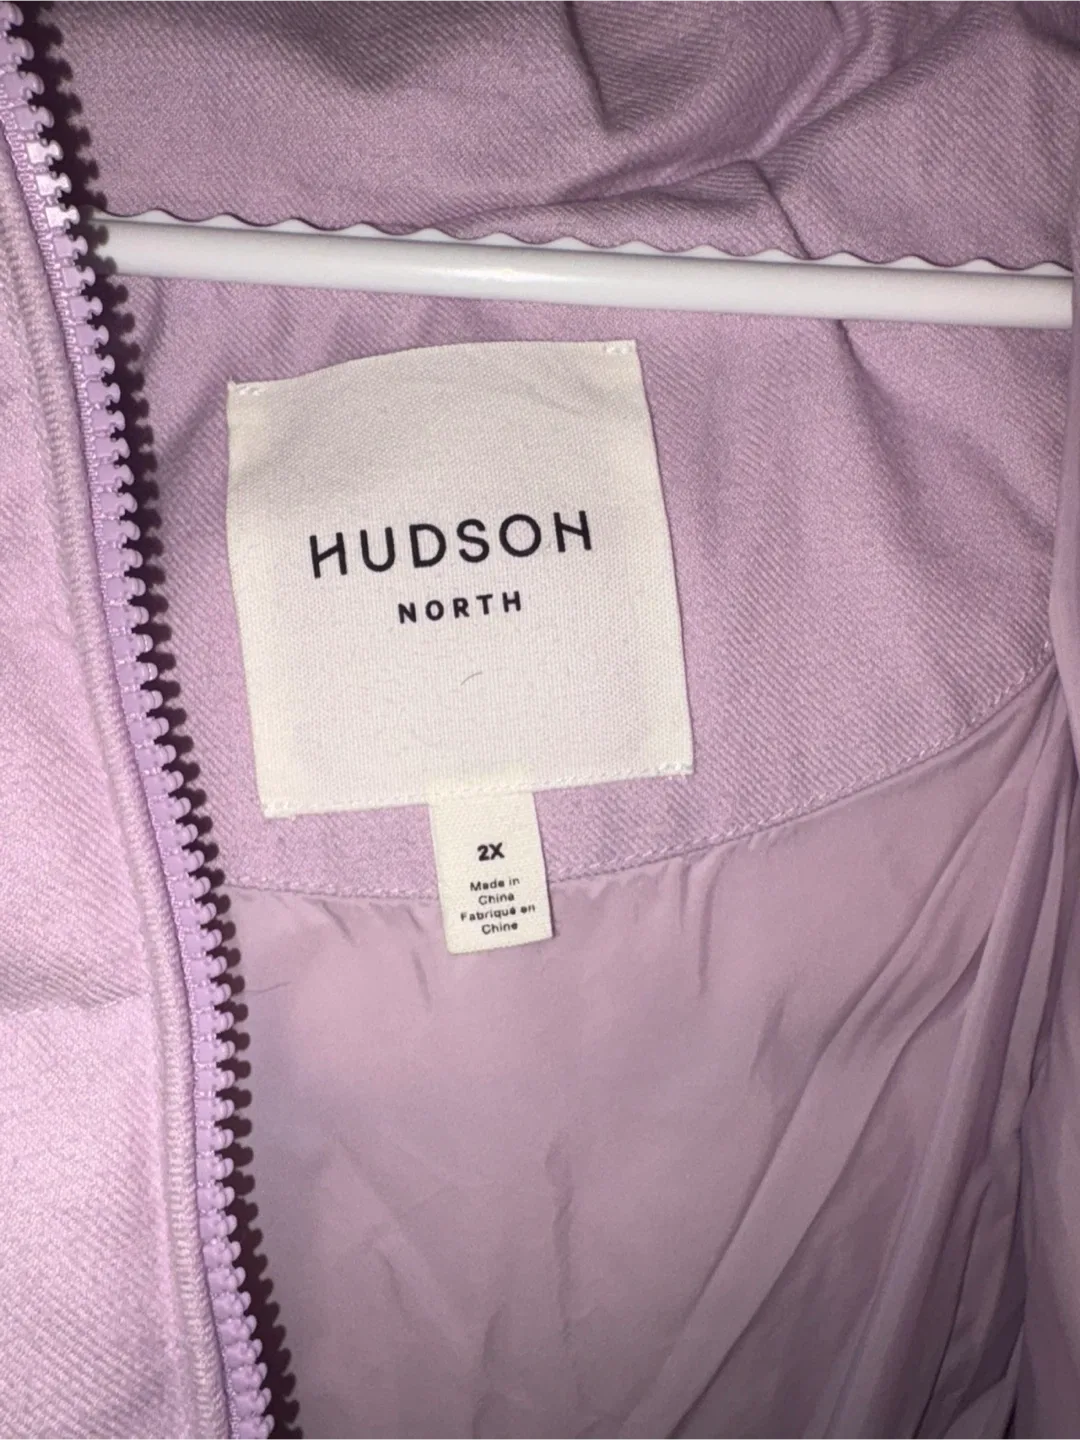 HUDSON
NORTH
2X
Made in
China
Fabriqué en
Chine